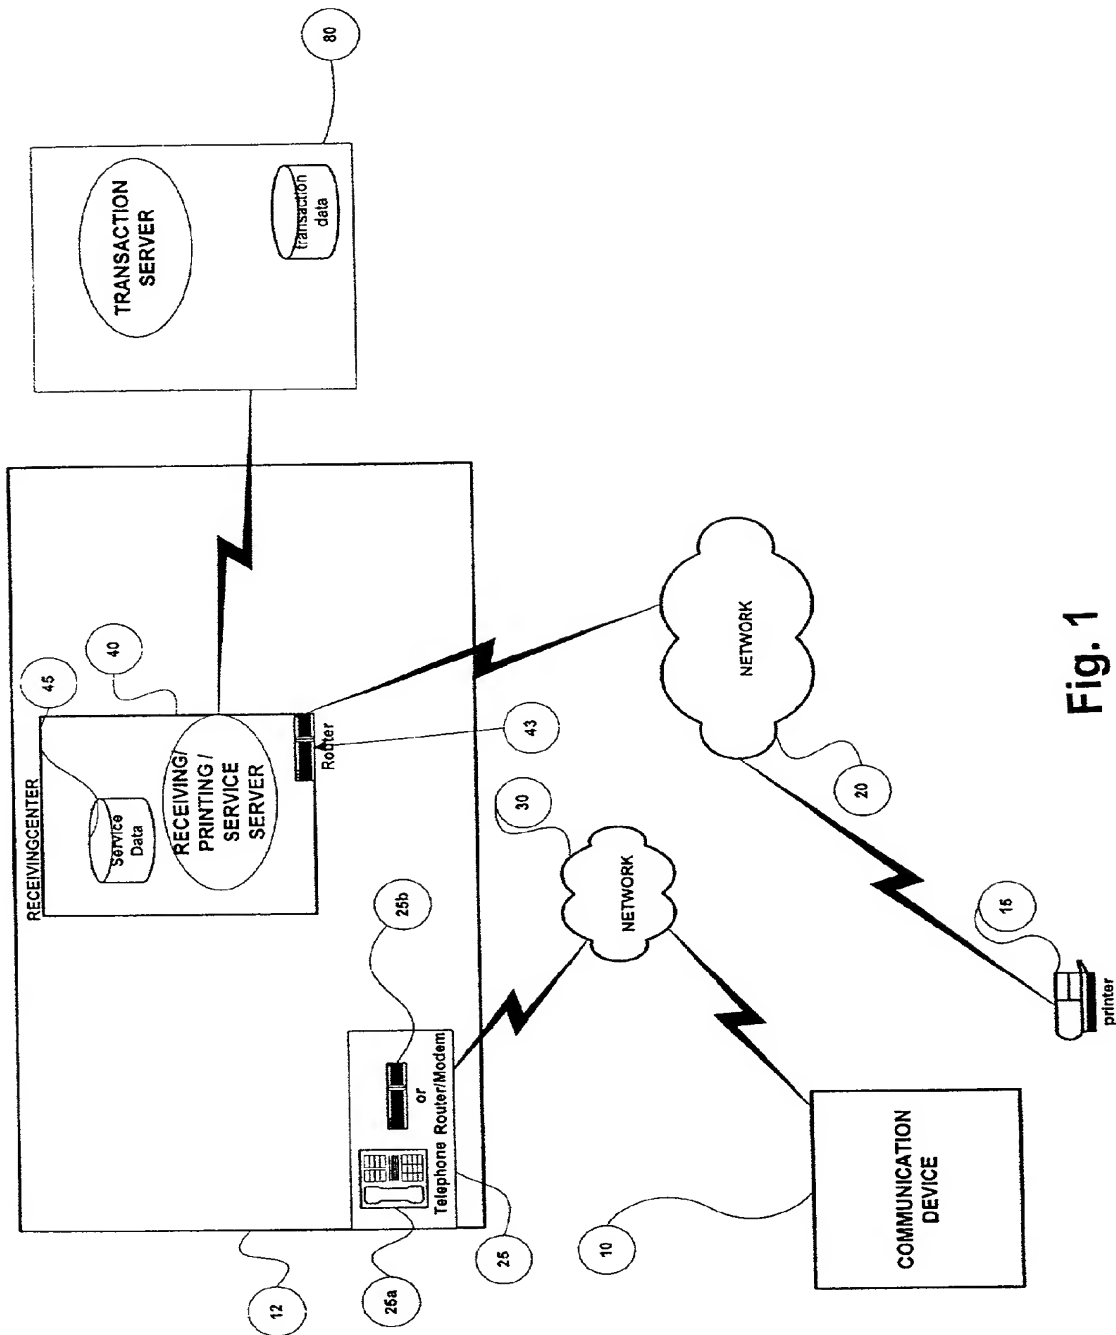 80
TRANSACTION
SERVER
transaction
data
45
40
RECEIVINGCENTER
Service
Data
RECEIVING/
PRINTING /
SERVICE
SERVER
Router
43
30
NETWORK
NETWORK
20
25b
or
Telephone Router/Modem
25a
25
12
10
COMMUNICATION
DEVICE
15
printer
Fig. 1